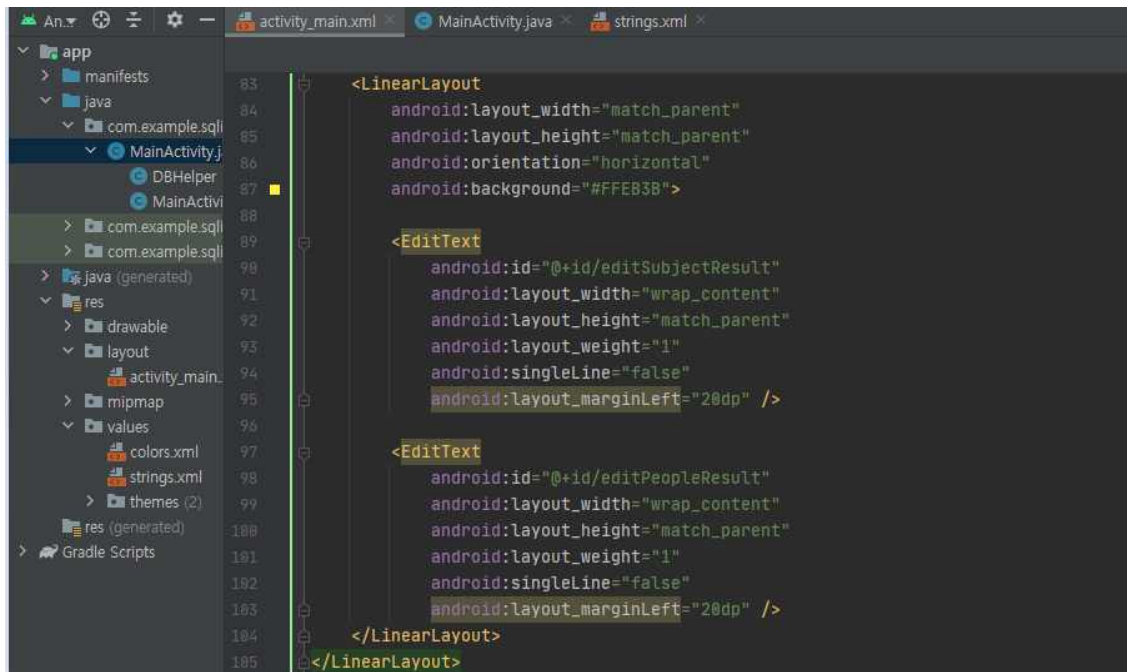 An...
activity_main.xml
MainActivity.java
strings.xml
app
manifests
java
com.example.sqli
MainActivity.j
DBHelper
MainActivi
com.example.sqli
com.example.sqli
java (generated)
res
drawable
layout
activity_main.
mipmap
values
colors.xml
strings.xml
themes (2)
res (generated)
Gradle Scripts
83 <LinearLayout
84 android:layout_width="match_parent"
85 android:layout_height="match_parent"
86 android:orientation="horizontal"
87 android:background="#FFEB3B">
88
89 <EditText
90 android:id="@+id/editSubjectResult"
91 android:layout_width="wrap_content"
92 android:layout_height="match_parent"
93 android:layout_weight="1"
94 android:singleLine="false"
95 android:layout_marginLeft="20dp" />
96
97 <EditText
98 android:id="@+id/editPeopleResult"
99 android:layout_width="wrap_content"
100 android:layout_height="match_parent"
101 android:layout_weight="1"
102 android:singleLine="false"
103 android:layout_marginLeft="20dp" />
104 </LinearLayout>
105 </LinearLayout>